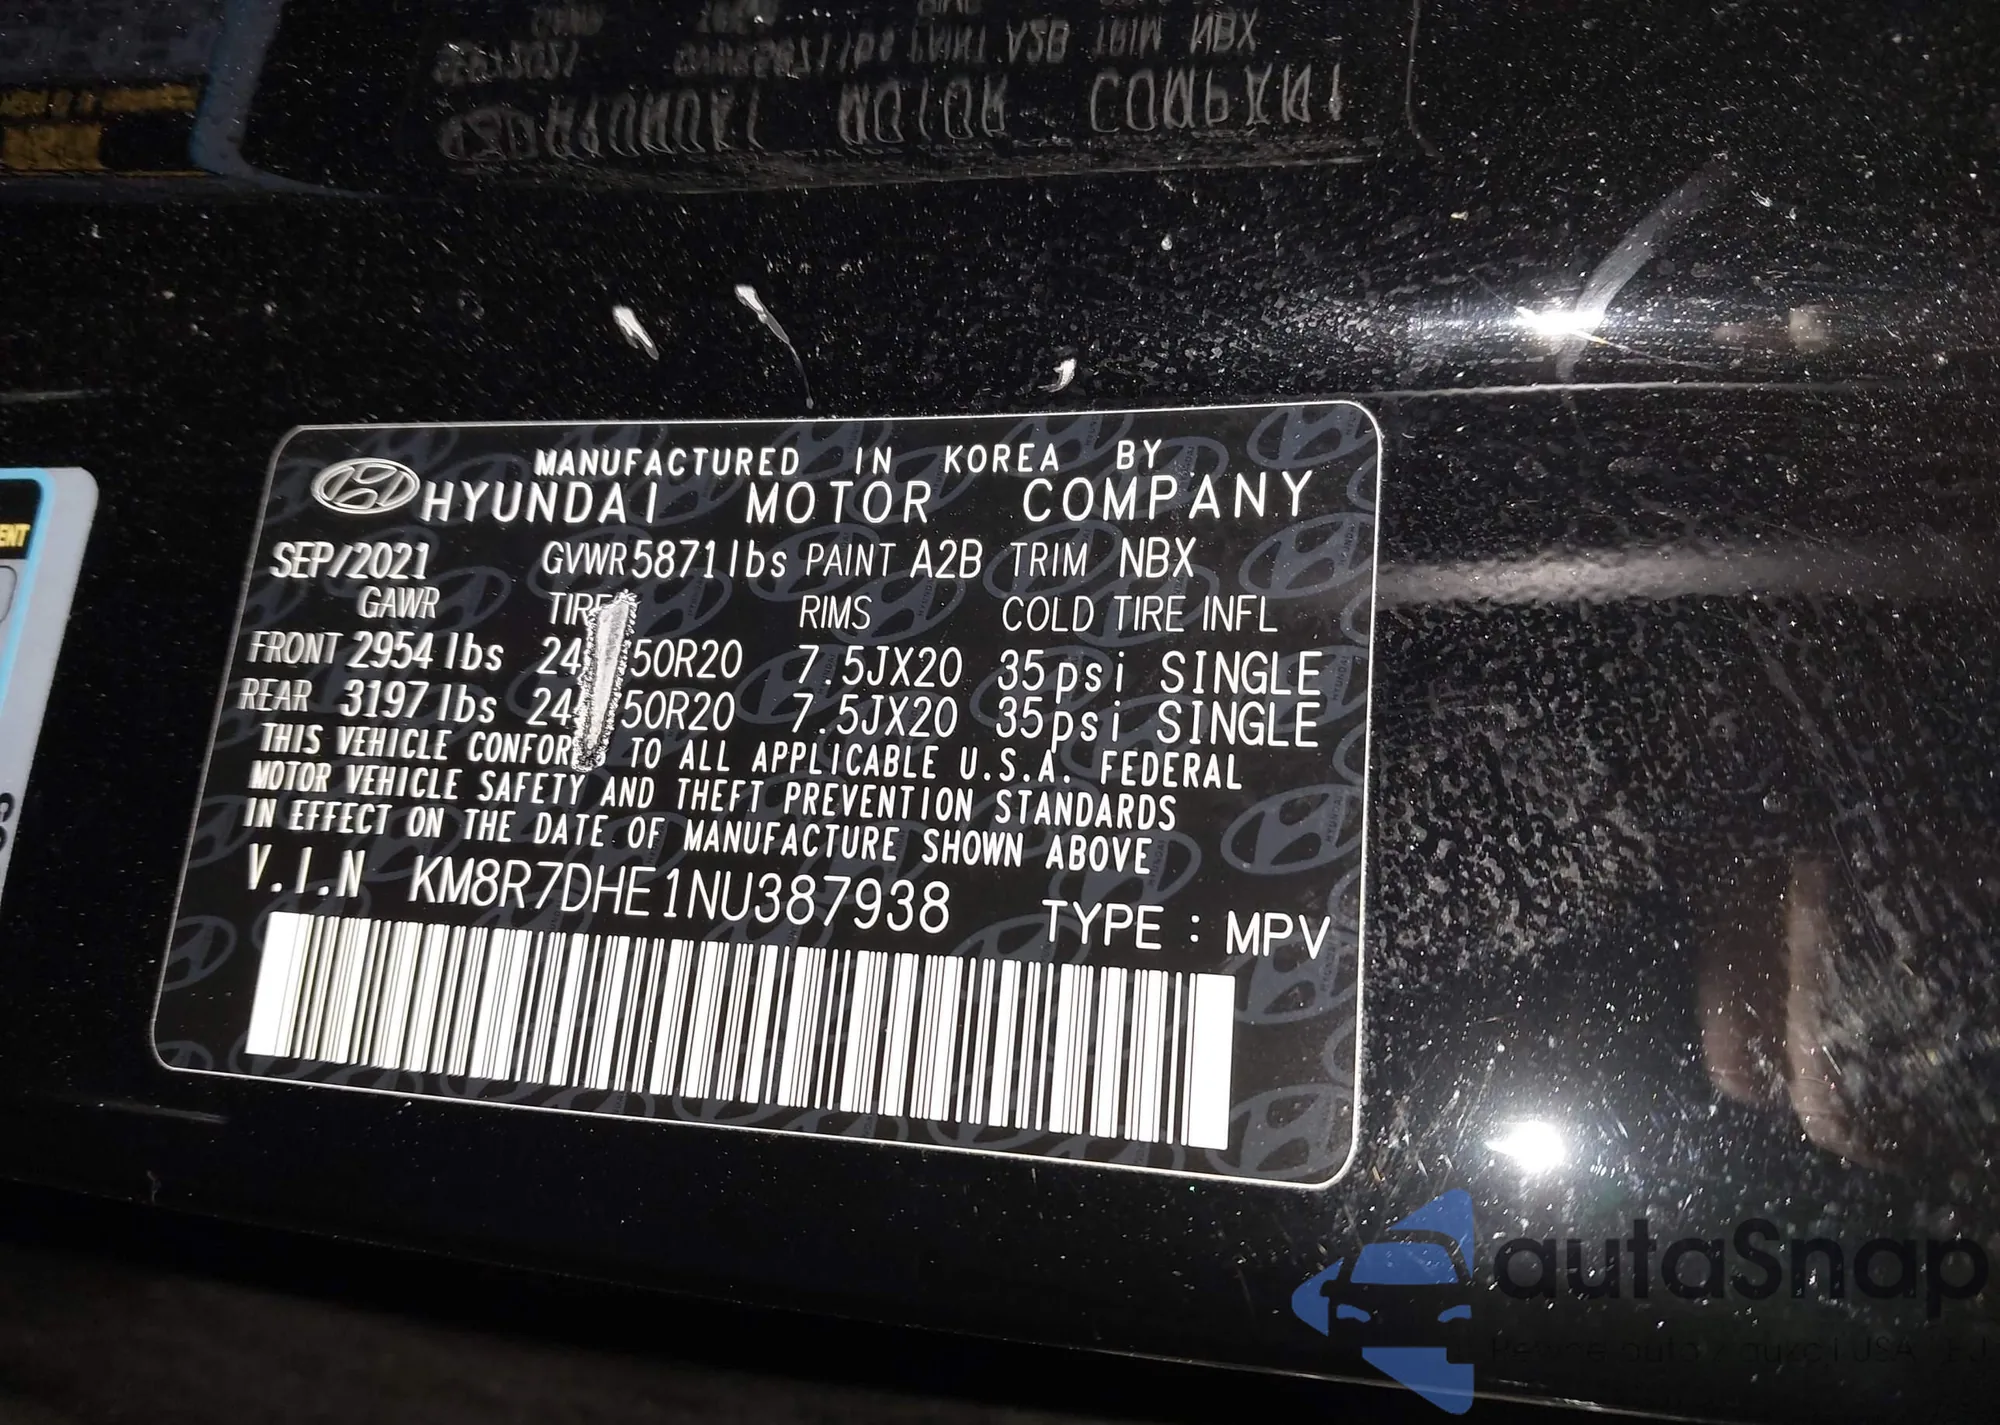 MANUFACTURED IN KOREA BY
HYUNDAI MOTOR COMPANY
SEP/2021 GVWR 5871 lbs PAINT A2B TRIM NBX
GAWR RIMS COLD TIRE INFL
FRONT 2954 lbs 50R20 7.5JX20 35psi SINGLE
REAR 3197 lbs 50R20 7.5JX20 35psi SINGLE
THIS VEHICLE TO ALL APPLICABLE U.S.A. FEDERAL
MOTOR VEHICLE SAFETY AND THEFT PREVENTION STANDARDS
IN EFFECT ON THE DATE OF MANUFACTURE SHOWN ABOVE
V.I.N KM8R7DHE1NU387938 TYPE : MPV
autaSnap